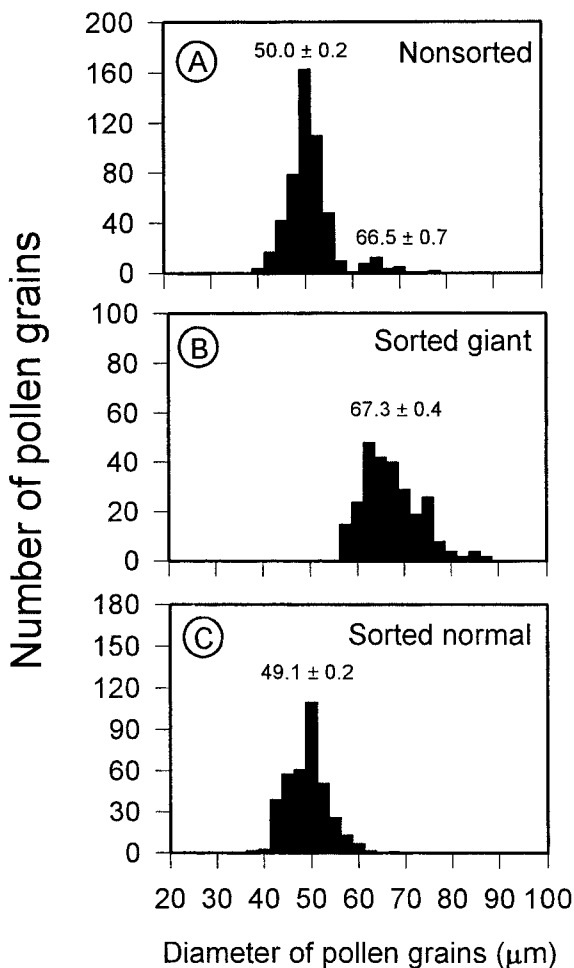 Number of pollen grains
200
160
120
80
40
0
A
50.0 ± 0.2
Nonsorted
66.5 ± 0.7
100
80
60
40
20
0
B
Sorted giant
67.3 ± 0.4
180
150
120
90
60
30
0
C
Sorted normal
49.1 ± 0.2
20 30 40 50 60 70 80 90 100
Diameter of pollen grains (μm)